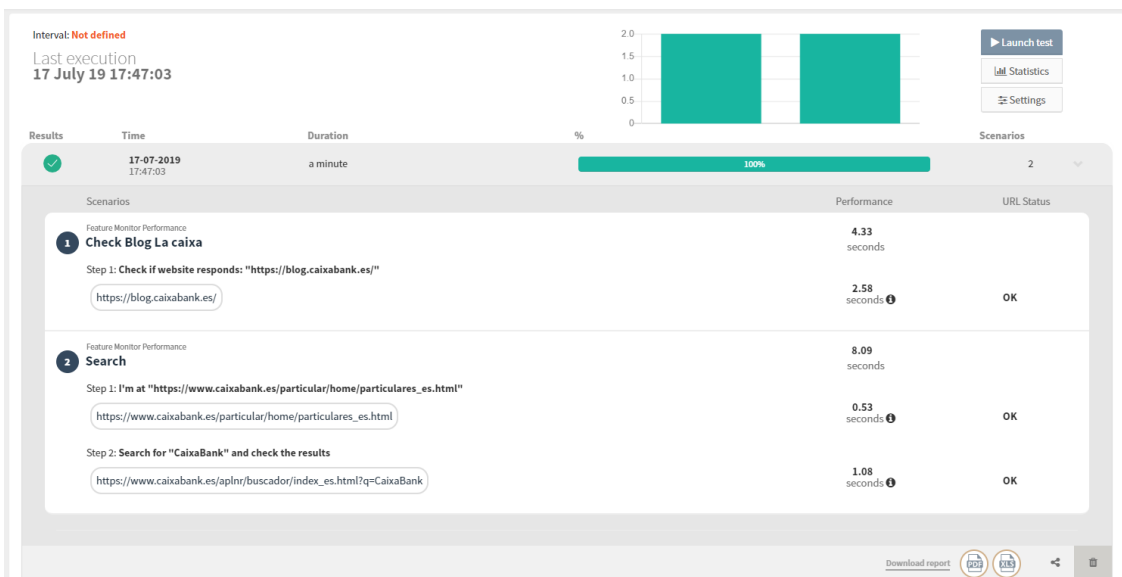 Interval: Not defined
Last execution
17 July 19 17:47:03
2.0
1.5
1.0
0.5
0
Launch test
Statistics
Settings
Results Time Duration % Scenarios
17-07-2019
17:47:03
a minute
100%
2
Scenarios Performance URL Status
Feature Monitor Performance
1 Check Blog La caixa
4.33
seconds
Step 1: Check if website responds: "https://blog.caixabank.es/"
https://blog.caixabank.es/
2.58
seconds
OK
Feature Monitor Performance
2 Search
8.09
seconds
Step 1: I'm at "https://www.caixabank.es/particular/home/particulares_es.html"
https://www.caixabank.es/particular/home/particulares_es.html
0.53
seconds
OK
Step 2: Search for "CaixaBank" and check the results
https://www.caixabank.es/aplnr/buscador/index_es.html?q=CaixaBank
1.08
seconds
OK
Download report
PDF
XLS